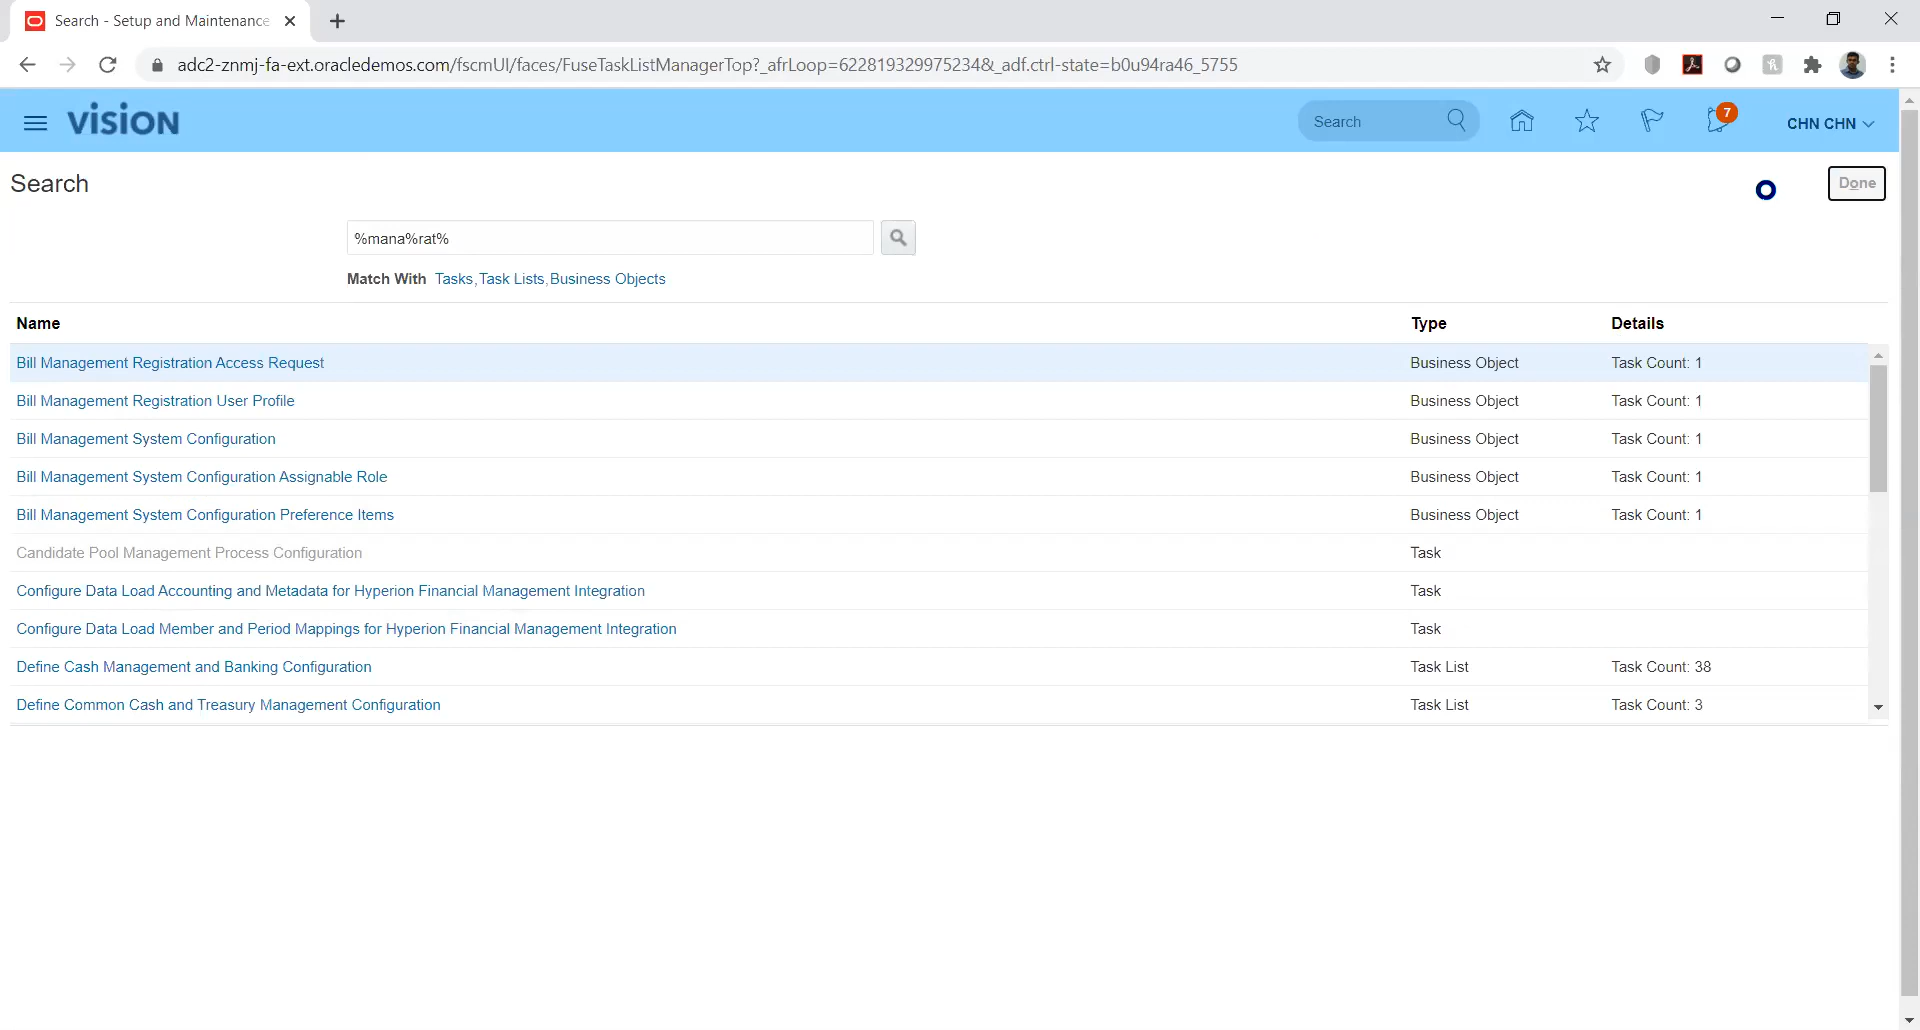 Search - Setup and Maintenance
adc2-znmj-fa-ext.oracledemos.com/fscmUI/faces/FuseTaskListManagerTop?_afrLoop=622819329975234&_adf.ctrl-state=b0u94ra46_5755
VISION Search 7 CHN CHN
Search Done
%mana%rat%
Match With Tasks, Task Lists, Business Objects
Name Type Details
Bill Management Registration Access Request Business Object Task Count: 1
Bill Management Registration User Profile Business Object Task Count: 1
Bill Management System Configuration Business Object Task Count: 1
Bill Management System Configuration Assignable Role Business Object Task Count: 1
Bill Management System Configuration Preference Items Business Object Task Count: 1
Candidate Pool Management Process Configuration Task
Configure Data Load Accounting and Metadata for Hyperion Financial Management Integration Task
Configure Data Load Member and Period Mappings for Hyperion Financial Management Integration Task
Define Cash Management and Banking Configuration Task List Task Count: 38
Define Common Cash and Treasury Management Configuration Task List Task Count: 3